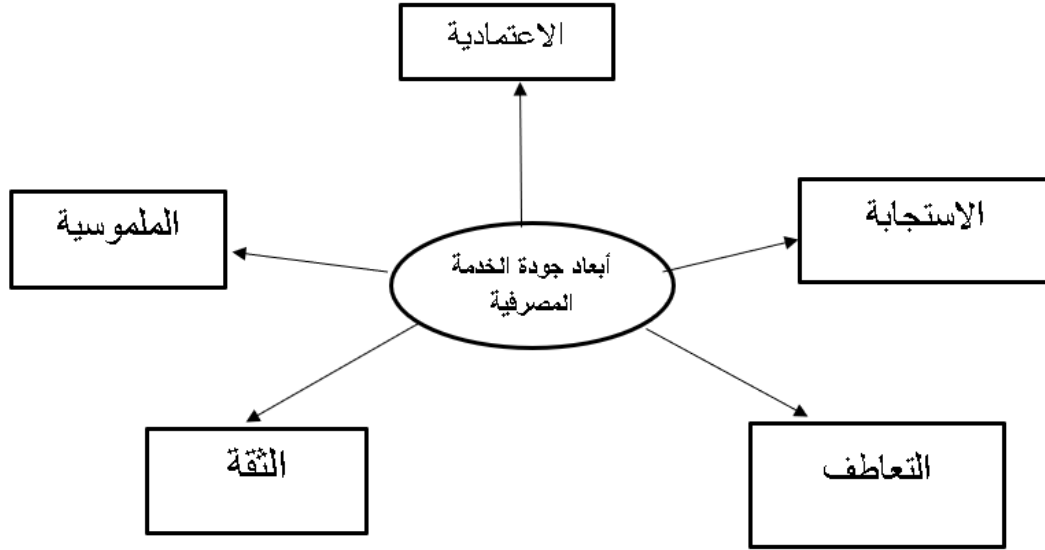 الاعتمادية
الاستجابة
الملموسية
أبعاد جودة الخدمة
المصرفية
التعاطف
الثقة